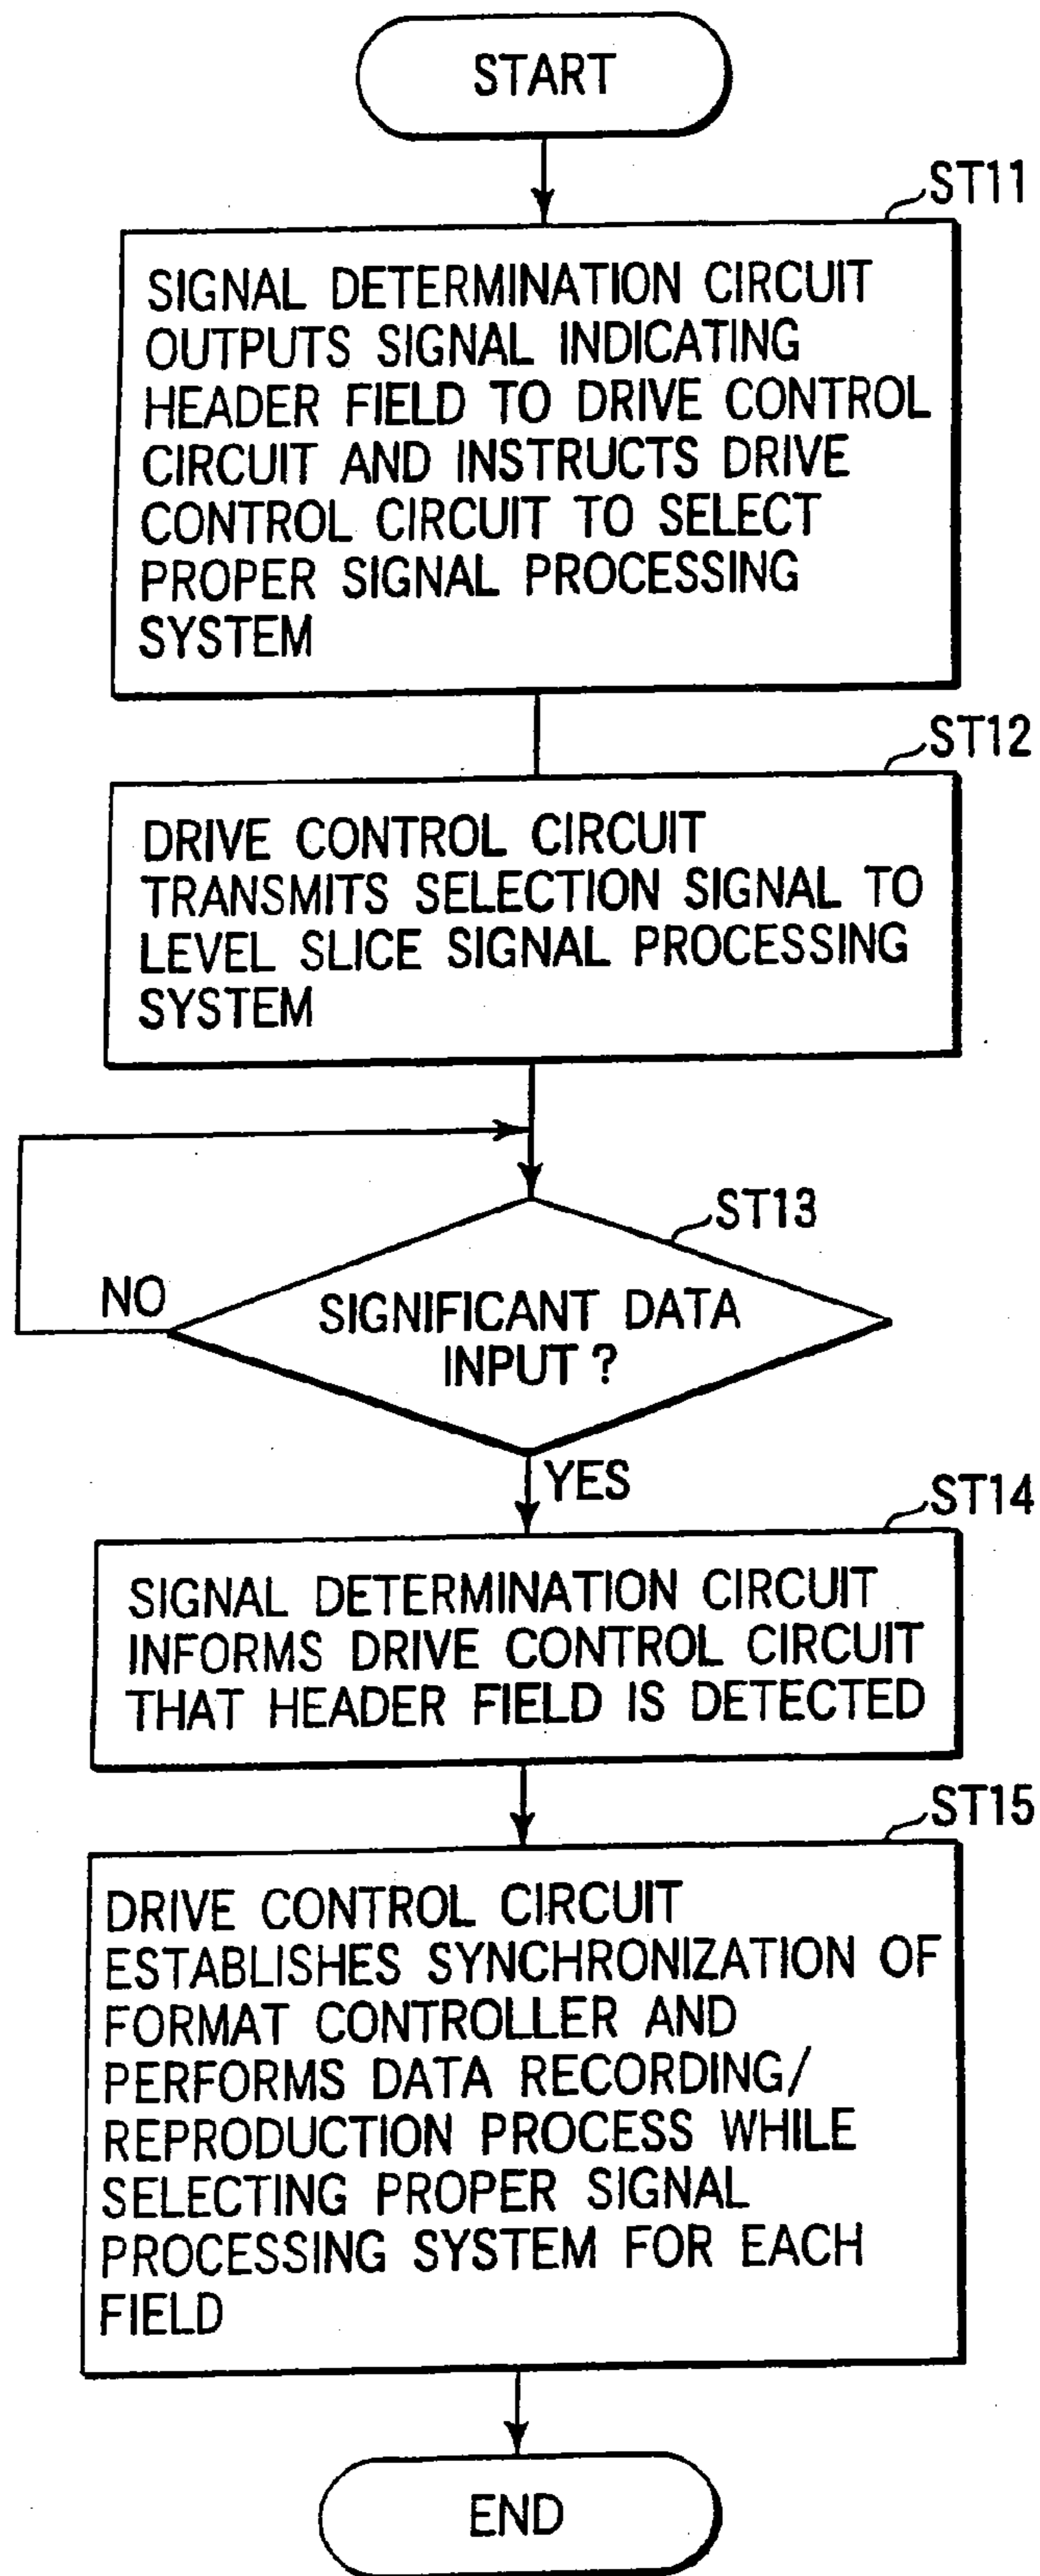 START
ST11
SIGNAL DETERMINATION CIRCUIT
OUTPUTS SIGNAL INDICATING
HEADER FIELD TO DRIVE CONTROL
CIRCUIT AND INSTRUCTS DRIVE
CONTROL CIRCUIT TO SELECT
PROPER SIGNAL PROCESSING
SYSTEM
ST12
DRIVE CONTROL CIRCUIT
TRANSMITS SELECTION SIGNAL TO
LEVEL SLICE SIGNAL PROCESSING
SYSTEM
ST13
NO
SIGNIFICANT DATA
INPUT ?
YES
ST14
SIGNAL DETERMINATION CIRCUIT
INFORMS DRIVE CONTROL CIRCUIT
THAT HEADER FIELD IS DETECTED
ST15
DRIVE CONTROL CIRCUIT
ESTABLISHES SYNCHRONIZATION OF
FORMAT CONTROLLER AND
PERFORMS DATA RECORDING/
REPRODUCTION PROCESS WHILE
SELECTING PROPER SIGNAL
PROCESSING SYSTEM FOR EACH
FIELD
END